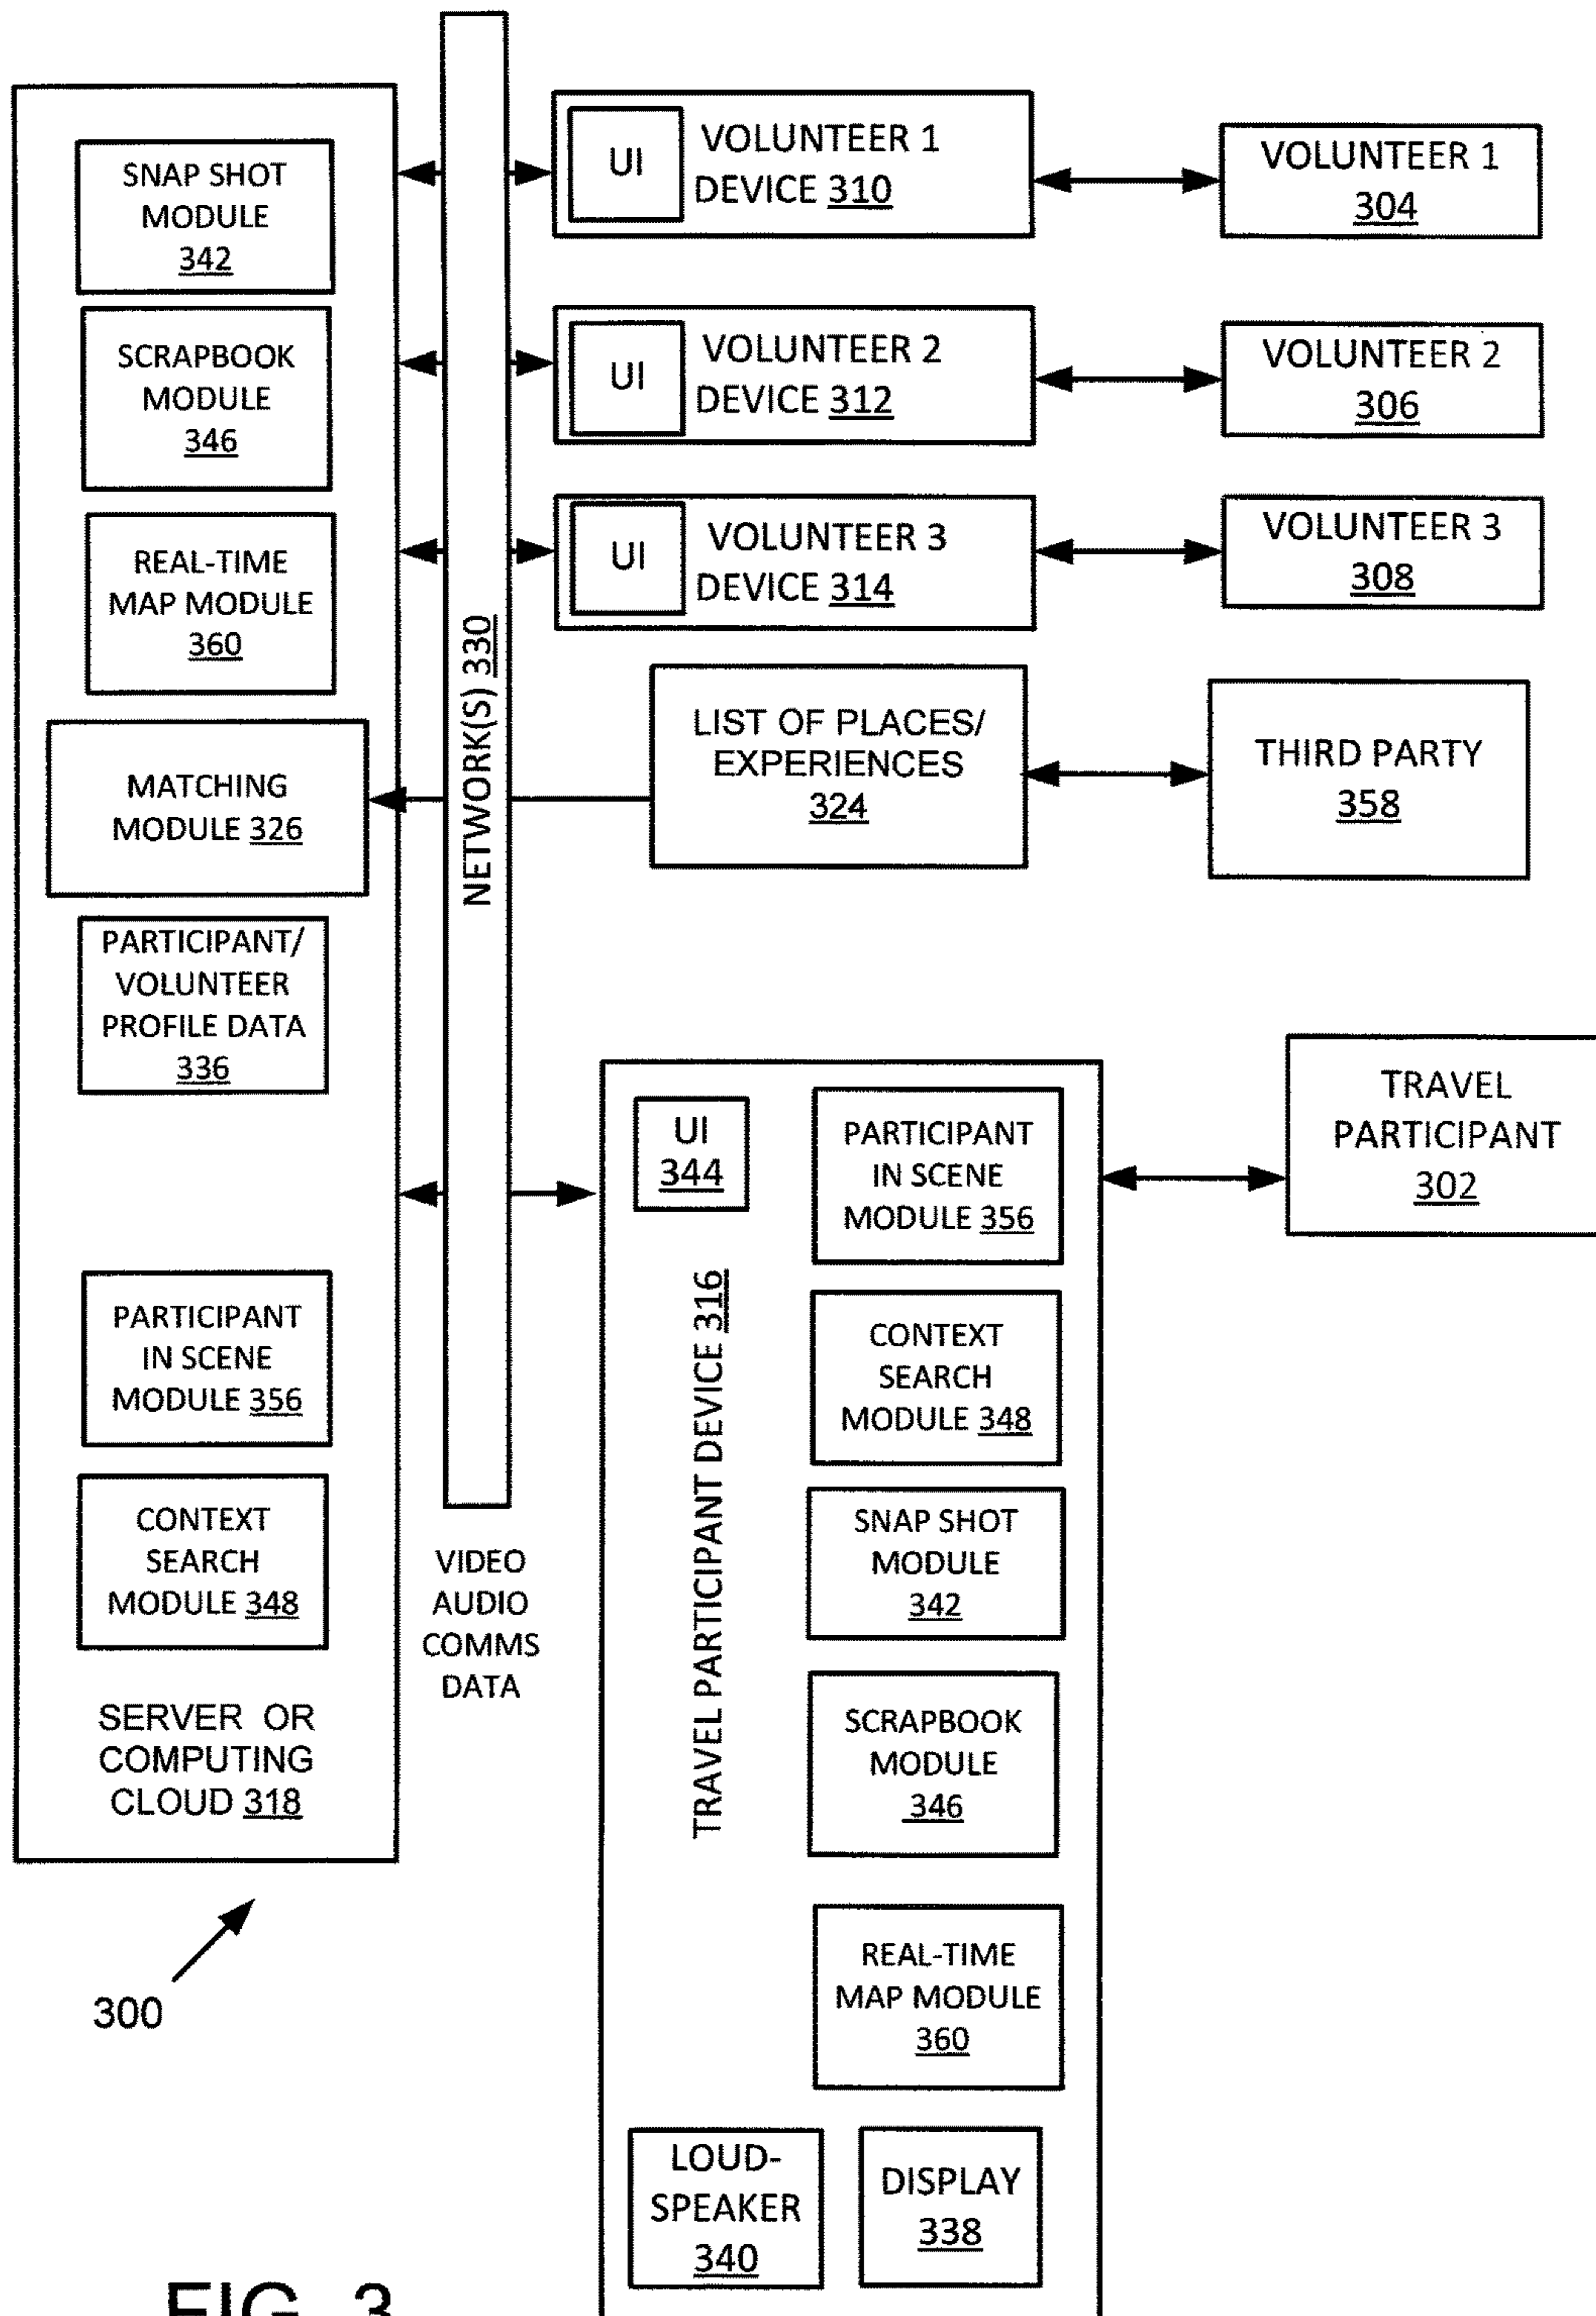 SNAP SHOT
MODULE
342
SCRAPBOOK
MODULE
346
REAL-TIME
MAP MODULE
360
MATCHING
MODULE 326
PARTICIPANT/
VOLUNTEER
PROFILE DATA
336
PARTICIPANT
IN SCENE
MODULE 356
CONTEXT
SEARCH
MODULE 348
SERVER OR
COMPUTING
CLOUD 318
300
NETWORK(S) 330
VIDEO
AUDIO
COMMS
DATA
UI
VOLUNTEER 1
DEVICE 310
VOLUNTEER 1
304
UI
VOLUNTEER 2
DEVICE 312
VOLUNTEER 2
306
UI
VOLUNTEER 3
DEVICE 314
VOLUNTEER 3
308
LIST OF PLACES/
EXPERIENCES
324
THIRD PARTY
358
UI
344
TRAVEL PARTICIPANT DEVICE 316
PARTICIPANT
IN SCENE
MODULE 356
CONTEXT
SEARCH
MODULE 348
SNAP SHOT
MODULE
342
SCRAPBOOK
MODULE
346
REAL-TIME
MAP MODULE
360
LOUD-
SPEAKER
340
DISPLAY
338
TRAVEL
PARTICIPANT
302
FIG. 3